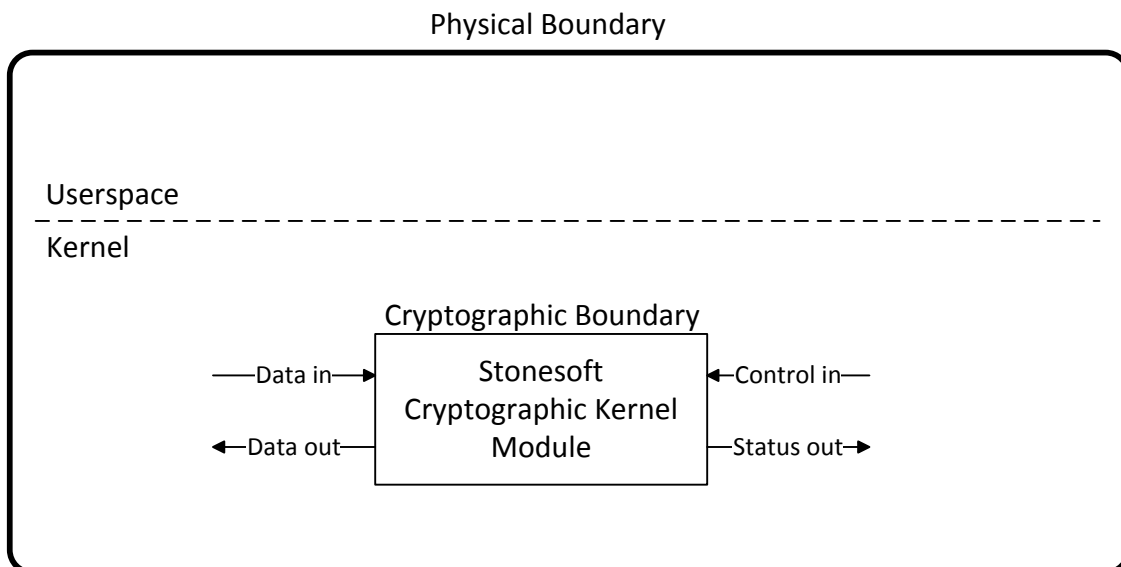 Physical Boundary
Userspace
Kernel
Cryptographic Boundary
Data in
Stonesoft
Cryptographic Kernel
Module
Control in
Data out
Status out